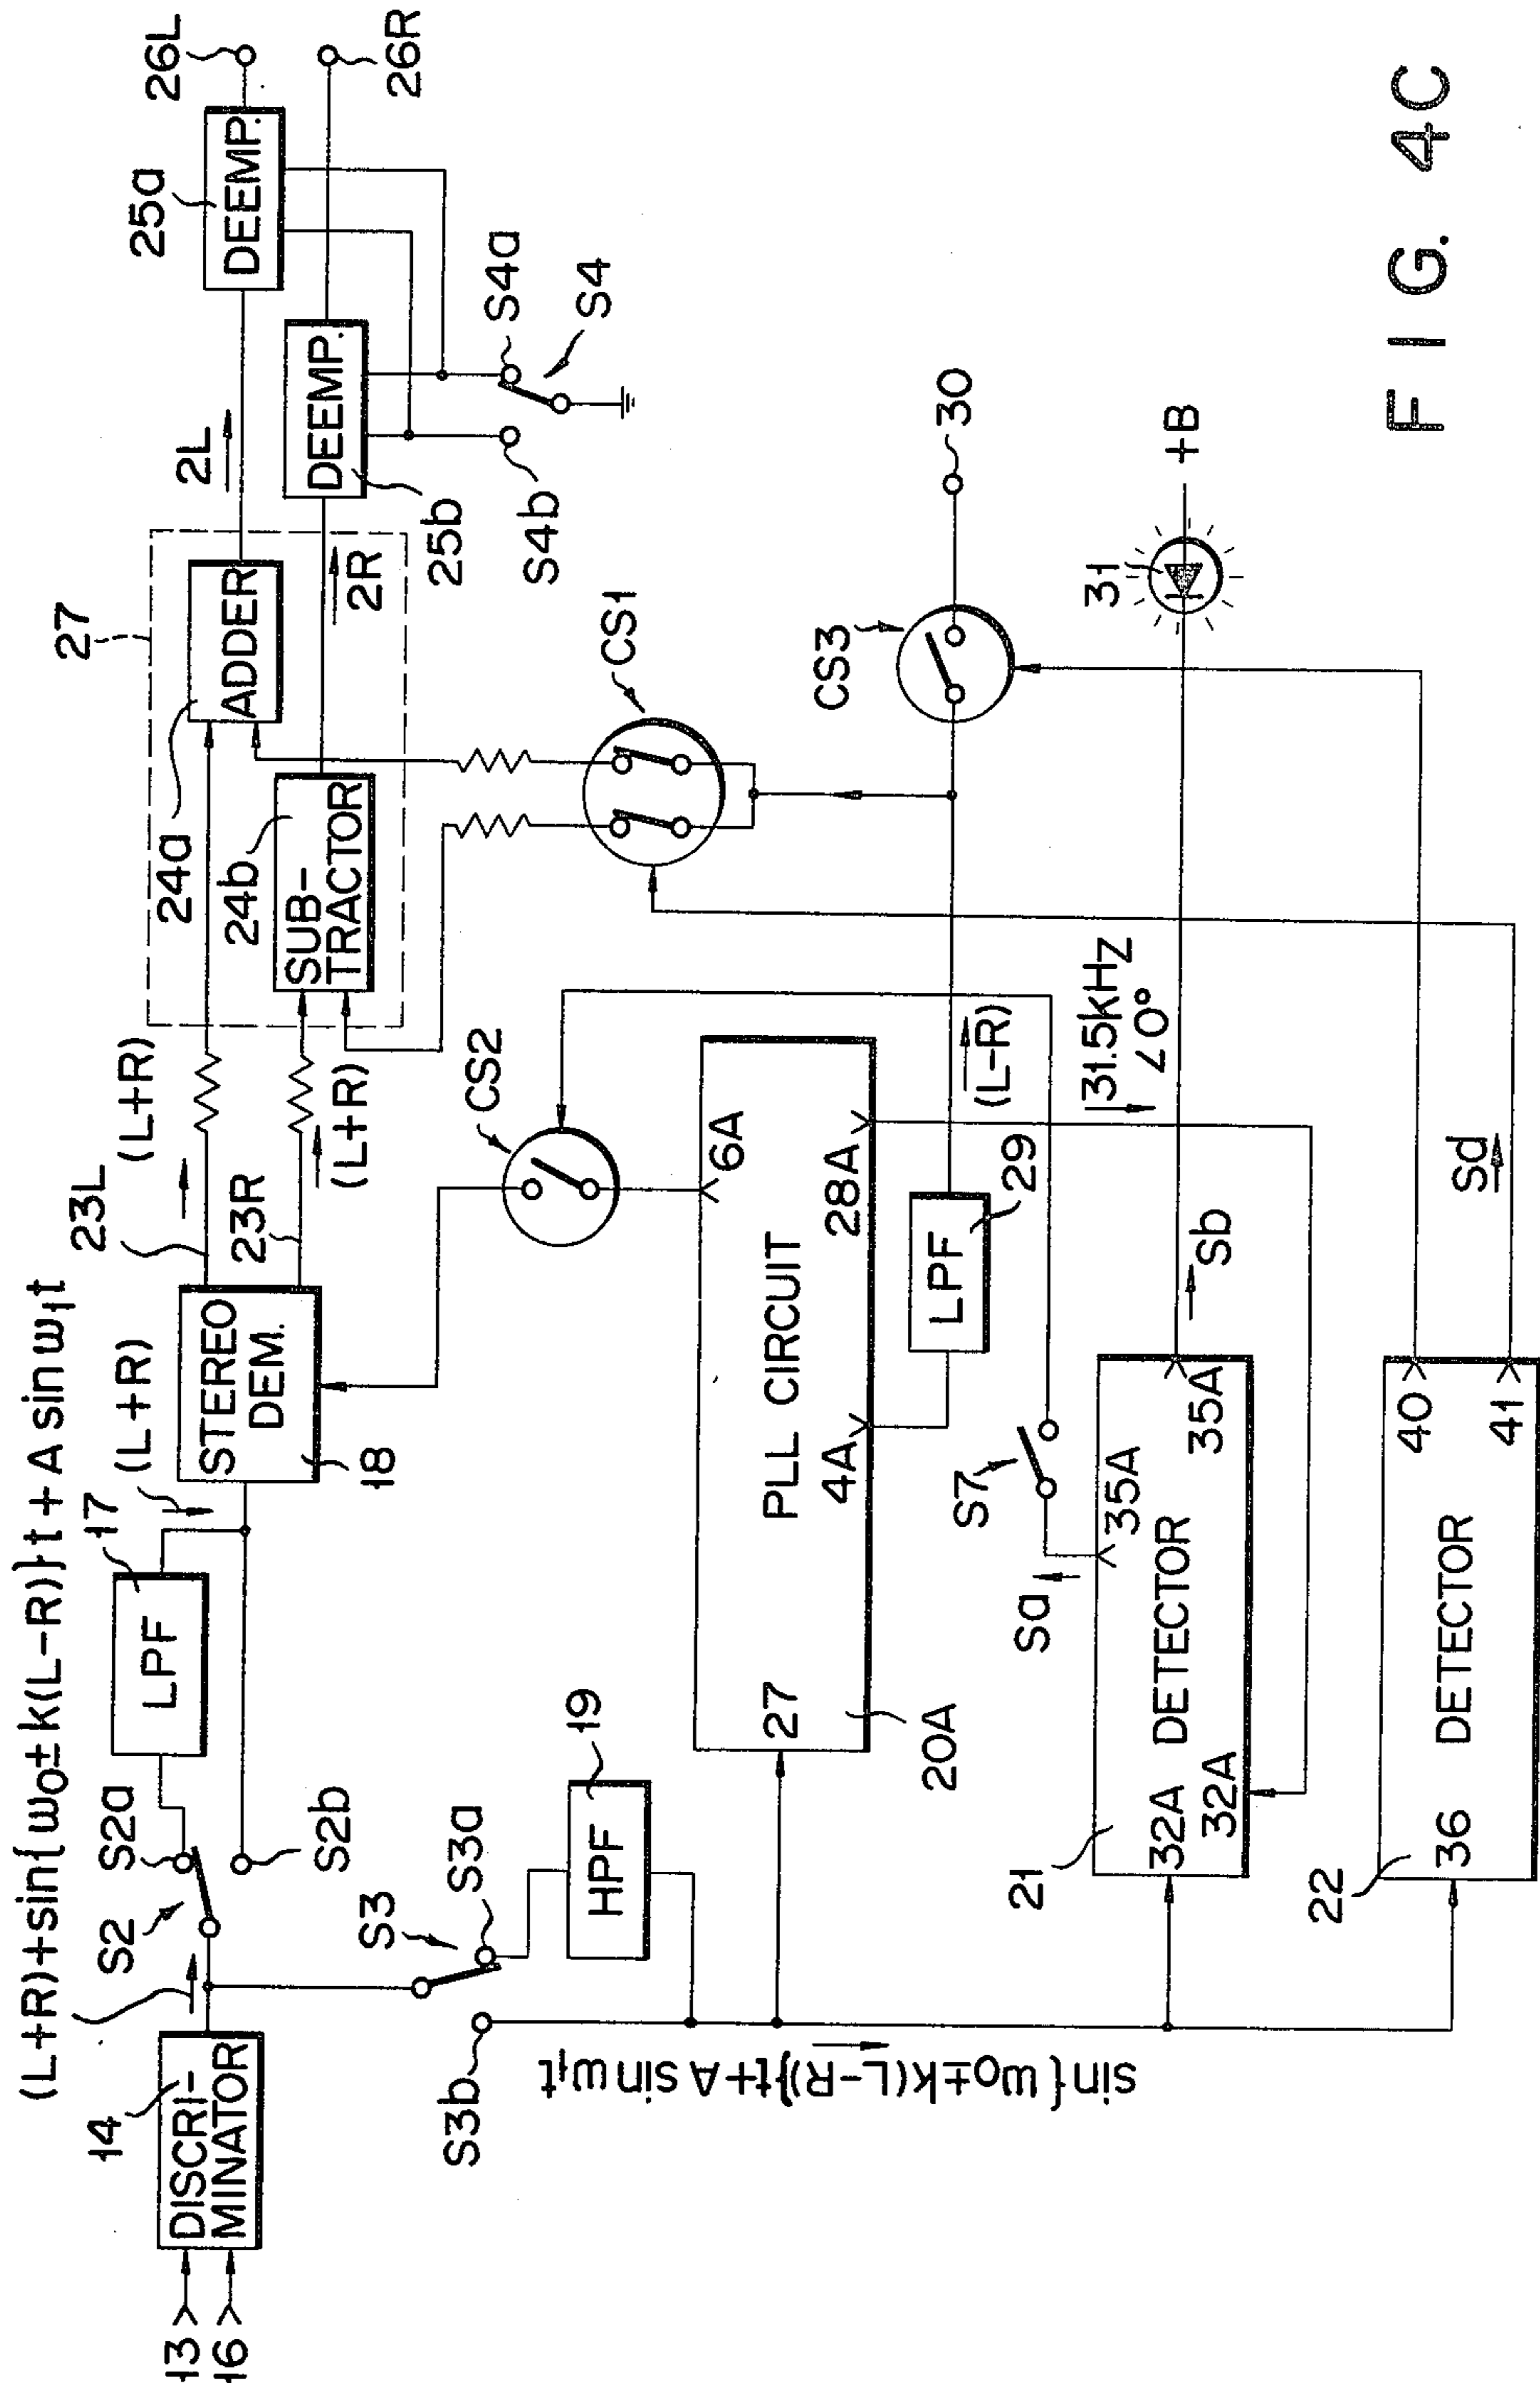 (L+R)+sin{ω0±k(L-R)}t + A sin ω1t
13
16
14
DISCRI-
MINATOR
S2
S2a
S2b
17
LPF
(L+R)
STEREO
DEM.
18
23L
23R
(L+R)
(L+R)
27
24a
ADDER
24b
SUB-
TRACTOR
2L
2R
25a
DEEMP.
25b
DEEMP.
26L
26R
S4a
S4
S4b
S3
S3a
S3b
19
HPF
sin{ω0±k(L-R)}t+A sin ω1t
CS2
CS1
CS3
30
27
PLL CIRCUIT
6A
4A
28A
20A
LPF
29
(L-R)
31.5kHz
∠0°
S7
Sa
21
32A
DETECTOR
35A
32A
35A
Sb
31
+B
22
36
DETECTOR
40
41
Sd
FIG. 4C